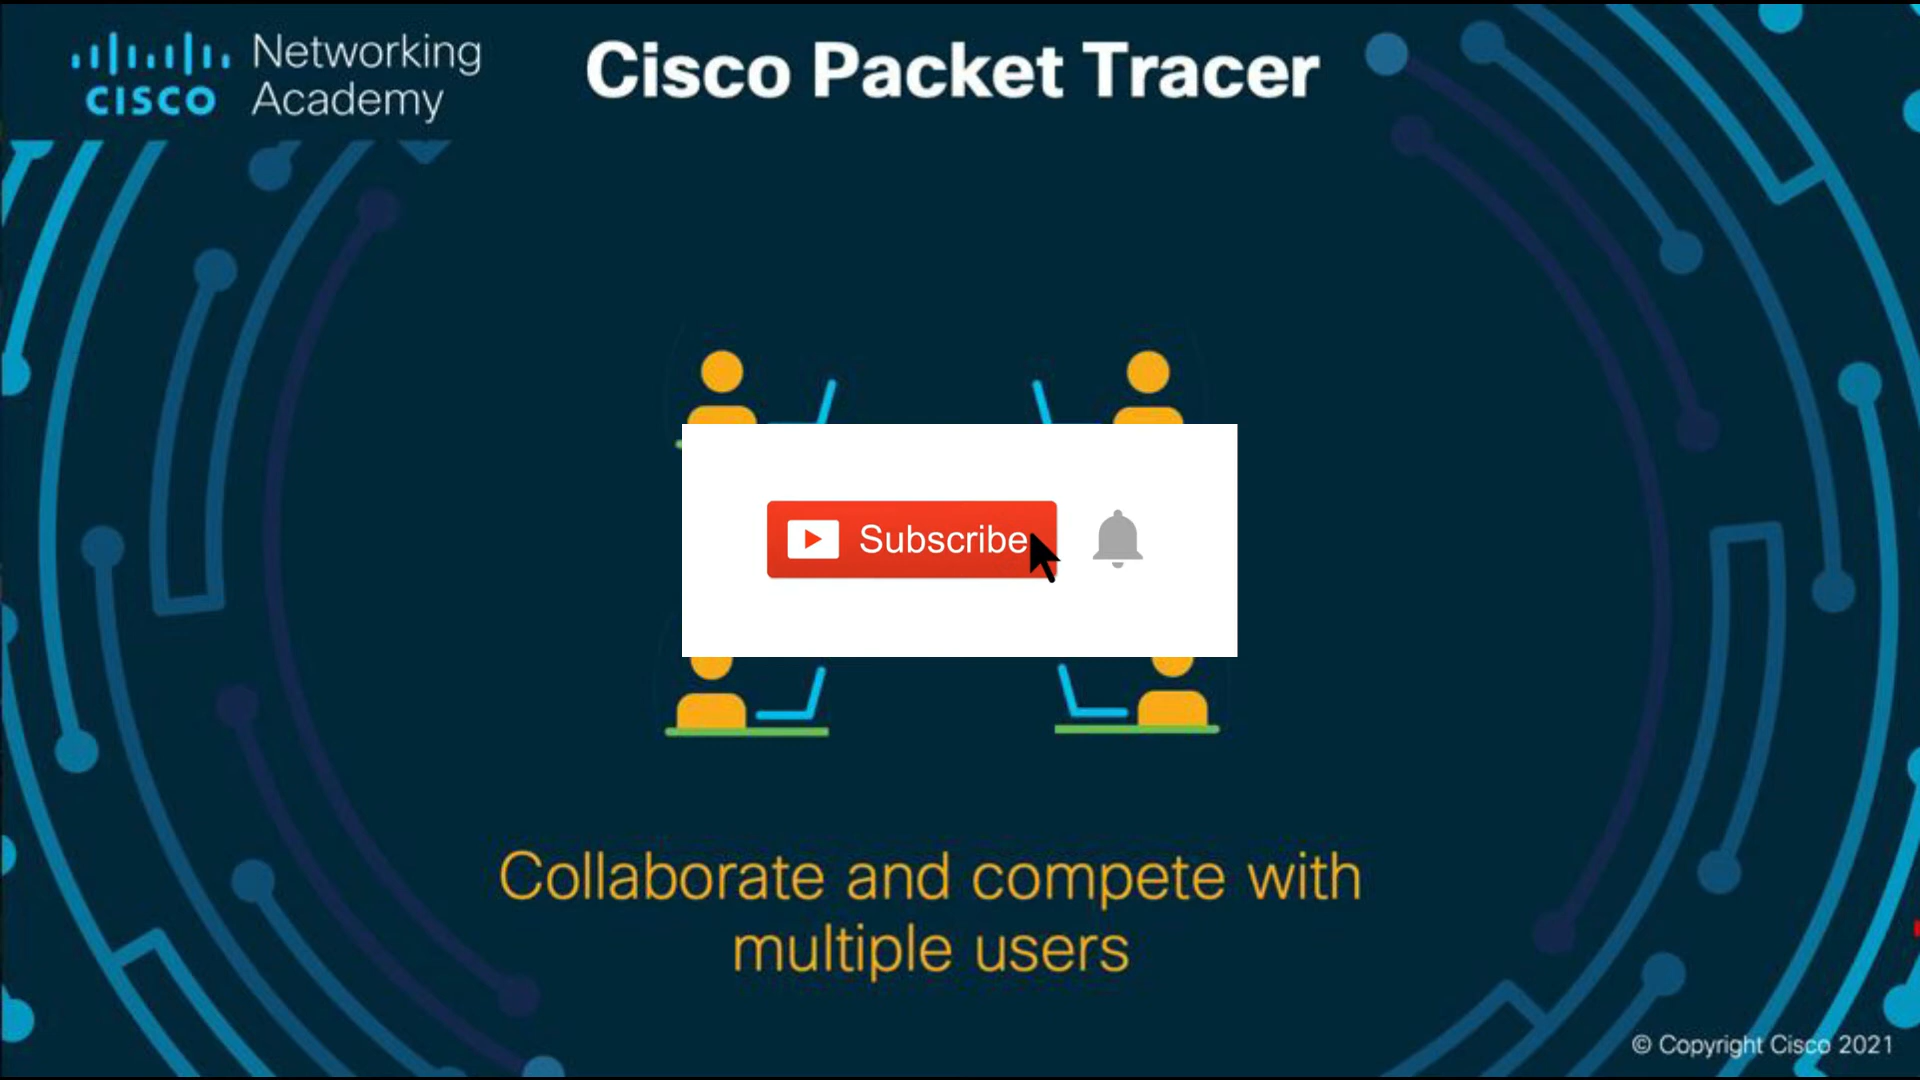 CISCO
Networking
Academy
Cisco Packet Tracer
Subscribe
Collaborate and compete with
multiple users
© Copyright Cisco 2021